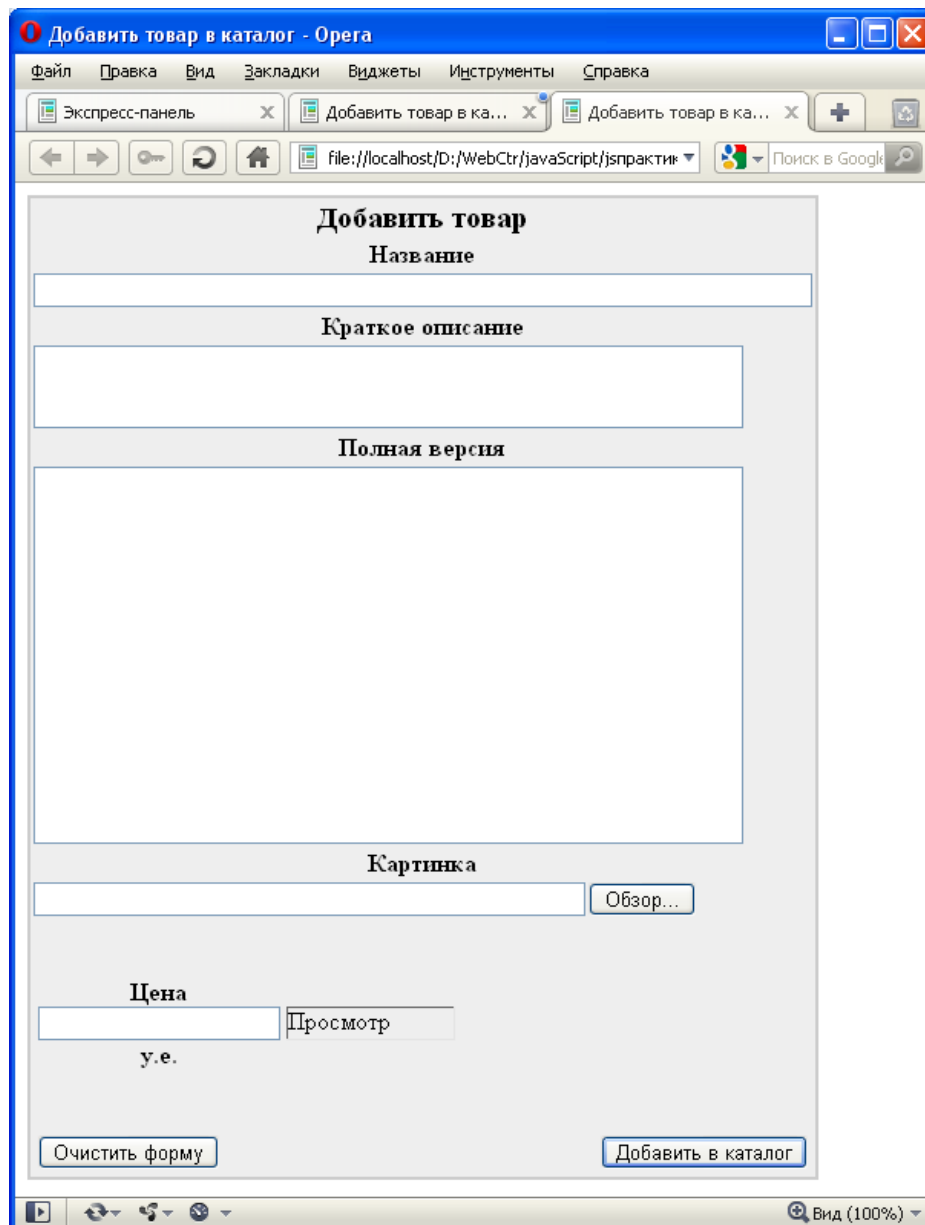 Добавить товар в каталог - Opera
Файл Правка Вид Закладки Виджеты Инструменты Справка
Экспресс-панель Добавить товар в ка... Добавить товар в ка...
file://localhost/D:/WebCtr/javaScript/jsпрактик Поиск в Google
Добавить товар
Название
Краткое описание
Полная версия
Картинка
Обзор...
Цена
Просмотр
у.е.
Очистить форму Добавить в каталог
Вид (100%)